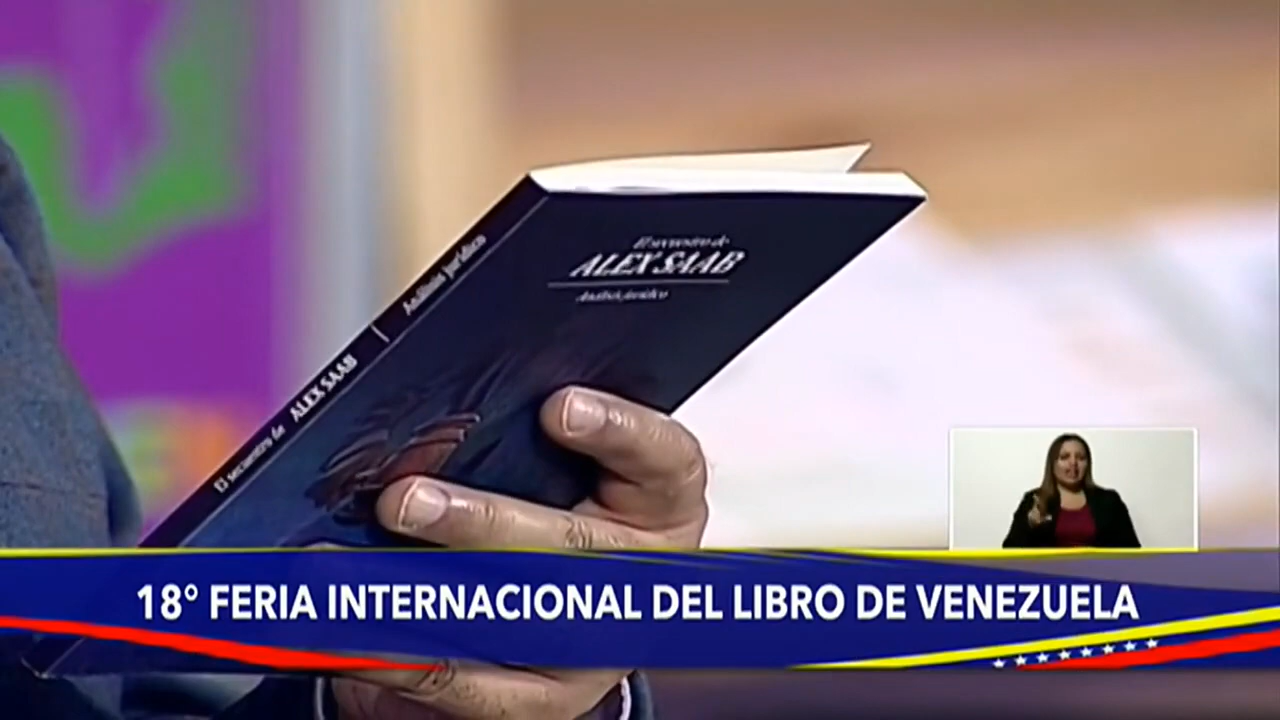 El secuestro de
ALEX SAAB
Análisis jurídico
El secuestro de ALEX SAAB | Análisis jurídico
18° FERIA INTERNACIONAL DEL LIBRO DE VENEZUELA